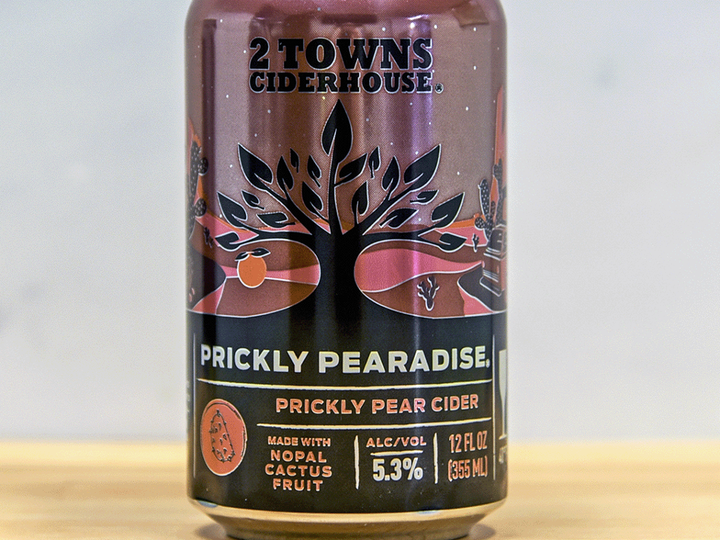 2 TOWNS
CIDERHOUSE®
PRICKLY PEARADISE®
PRICKLY PEAR CIDER
MADE WITH
NOPAL
CACTUS
FRUIT
ALC/VOL
5.3%
12 FL OZ
(355 ML)